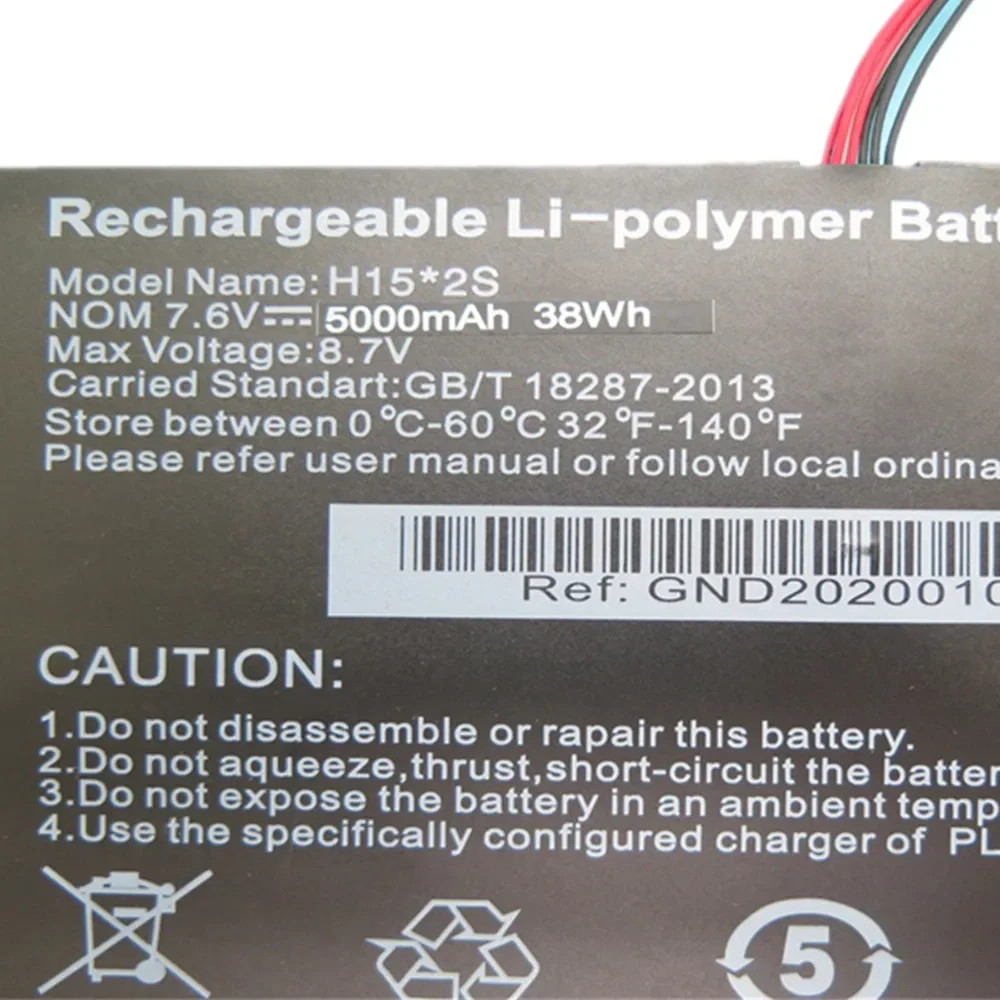 Rechargeable Li-polymer Batt
Model Name: H15*2S
NOM 7.6V⎓ 5000mAh 38Wh
Max Voltage:8.7V
Carried Standart:GB/T 18287-2013
Store between 0°C-60°C 32°F-140°F
Please refer user manual or follow local ordina
Ref: GND2020010
CAUTION:
1.Do not disassemble or rapair this battery.
2.Do not aqueeze,thrust,short-circuit the batter
3.Do not expose the battery in an ambient temp
4.Use the specifically configured charger of PL
5